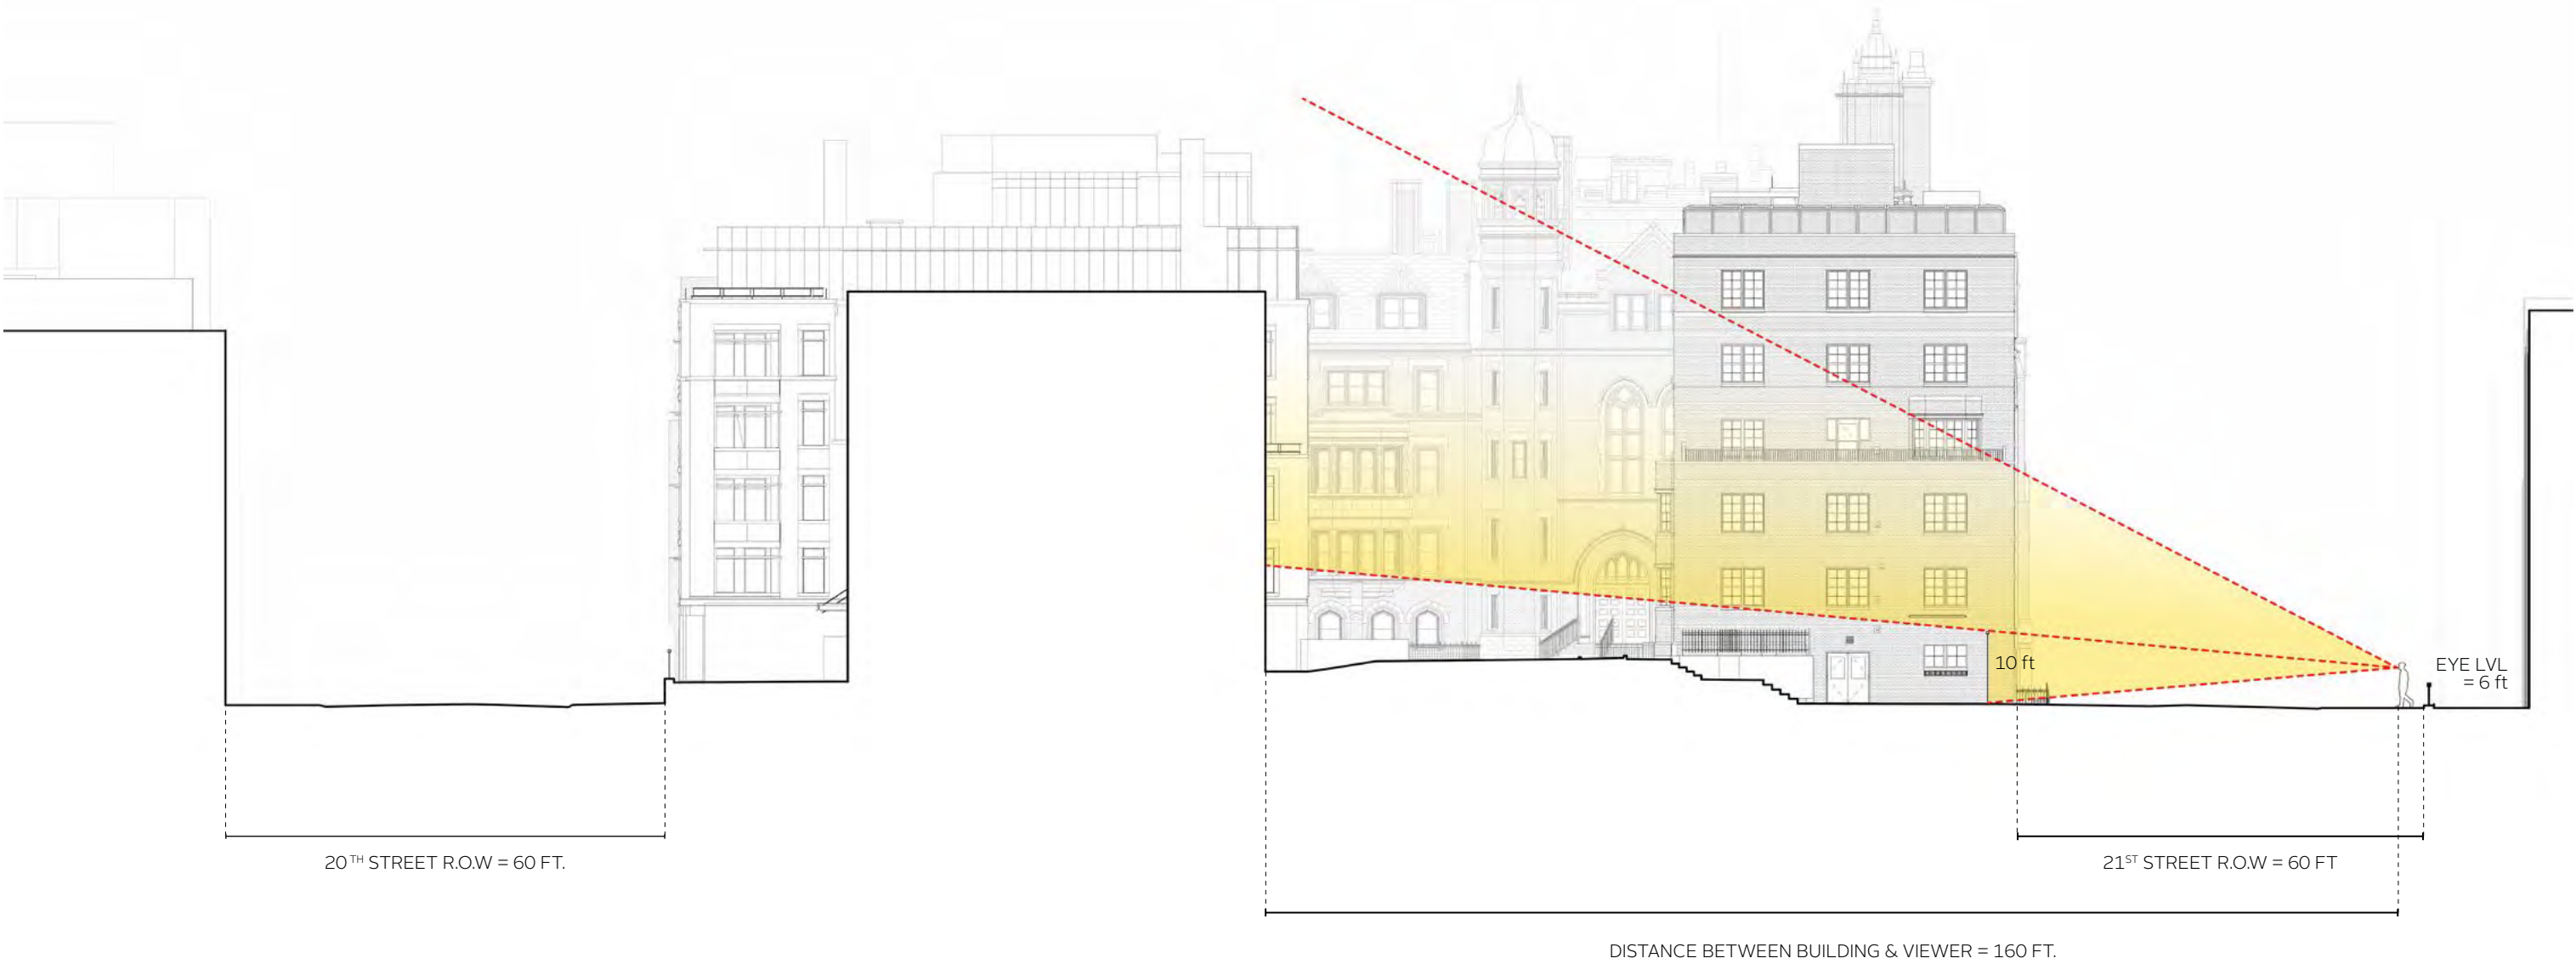 10 ft
EYE LVL
= 6 ft
20TH STREET R.O.W = 60 FT.
21ST STREET R.O.W = 60 FT
DISTANCE BETWEEN BUILDING & VIEWER = 160 FT.